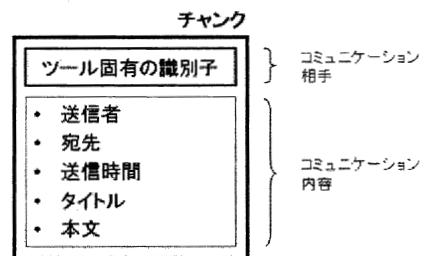 チャンク
ツール固有の識別子
コミュニケーション
相手
・ 送信者
・ 宛先
・ 送信時間
・ タイトル
・ 本文
コミュニケーション
内容